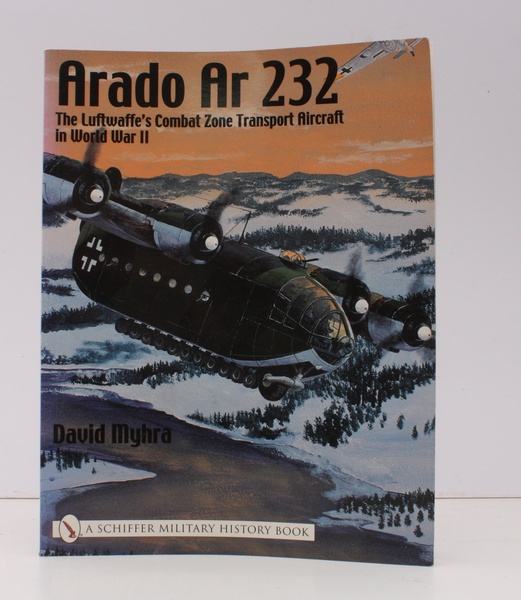 Arado Ar 232
The Luftwaffe's Combat Zone Transport Aircraft
in World War II
David Myhra
A SCHIFFER MILITARY HISTORY BOOK